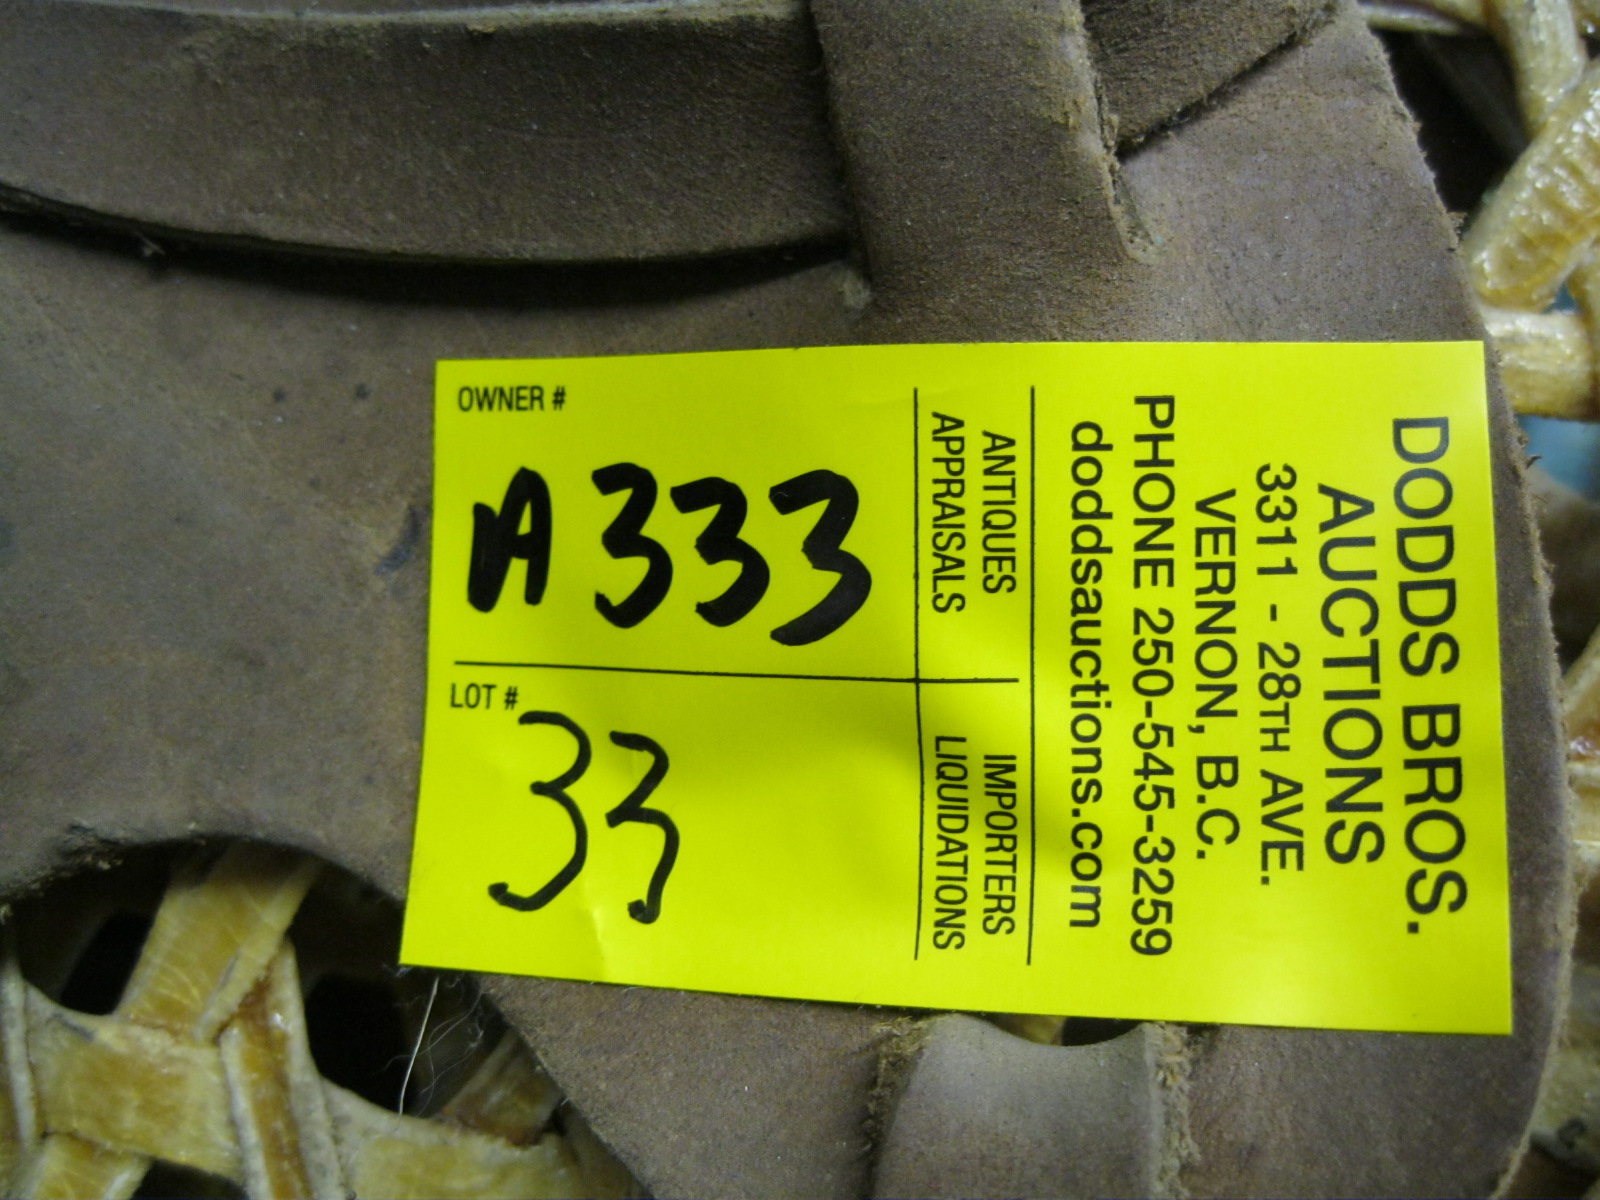 DODDS BROS.
AUCTIONS
3311 - 28TH AVE.
VERNON, B.C.
PHONE 250-545-3259
doddsauctions.com
ANTIQUES
APPRAISALS
IMPORTERS
LIQUIDATIONS
OWNER #
A333
LOT #
33